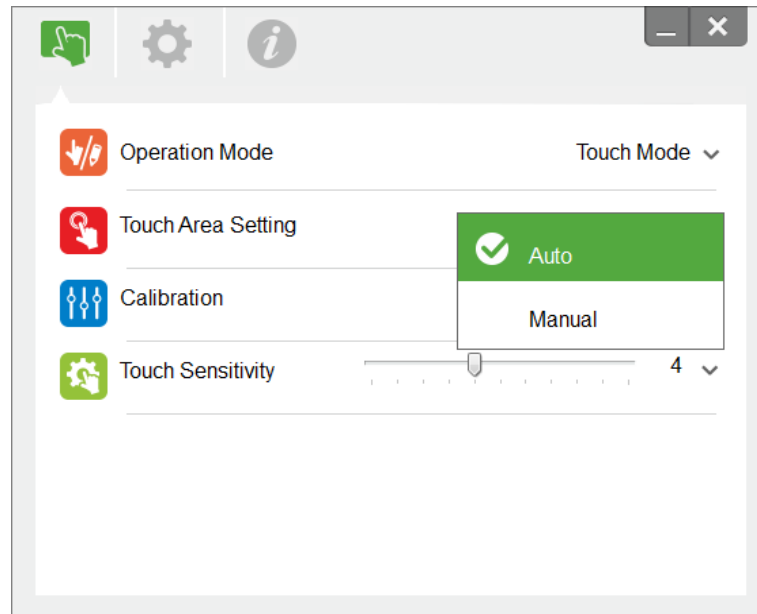 Operation Mode
Touch Mode
Touch Area Setting
Auto
Calibration
Manual
Touch Sensitivity
4